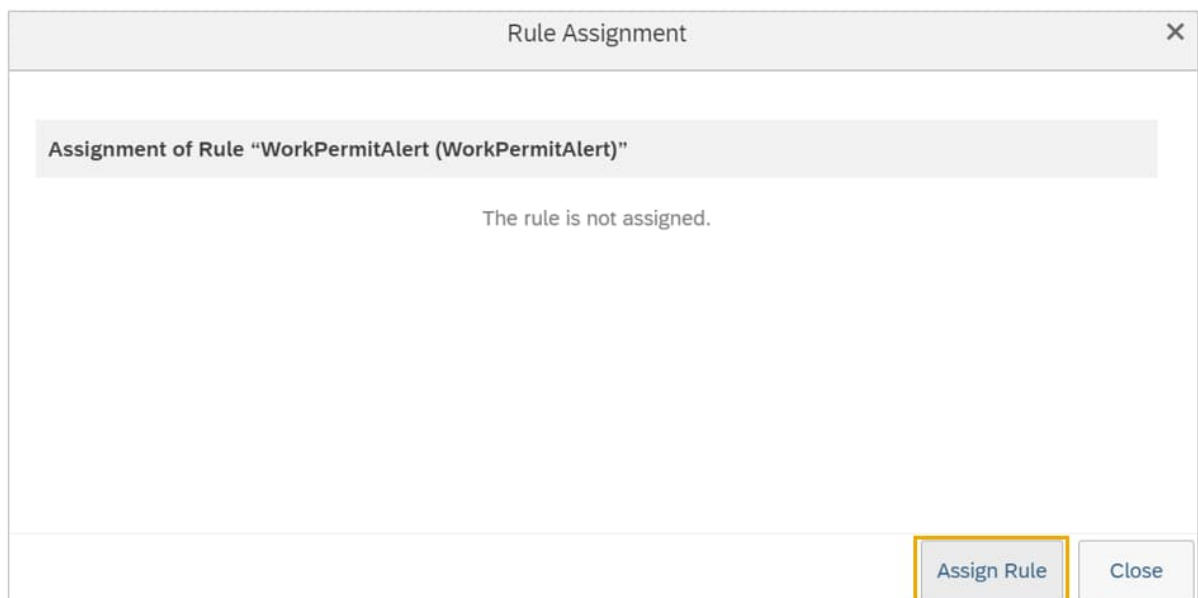 Rule Assignment
Assignment of Rule “WorkPermitAlert (WorkPermitAlert)”
The rule is not assigned.
Assign Rule
Close